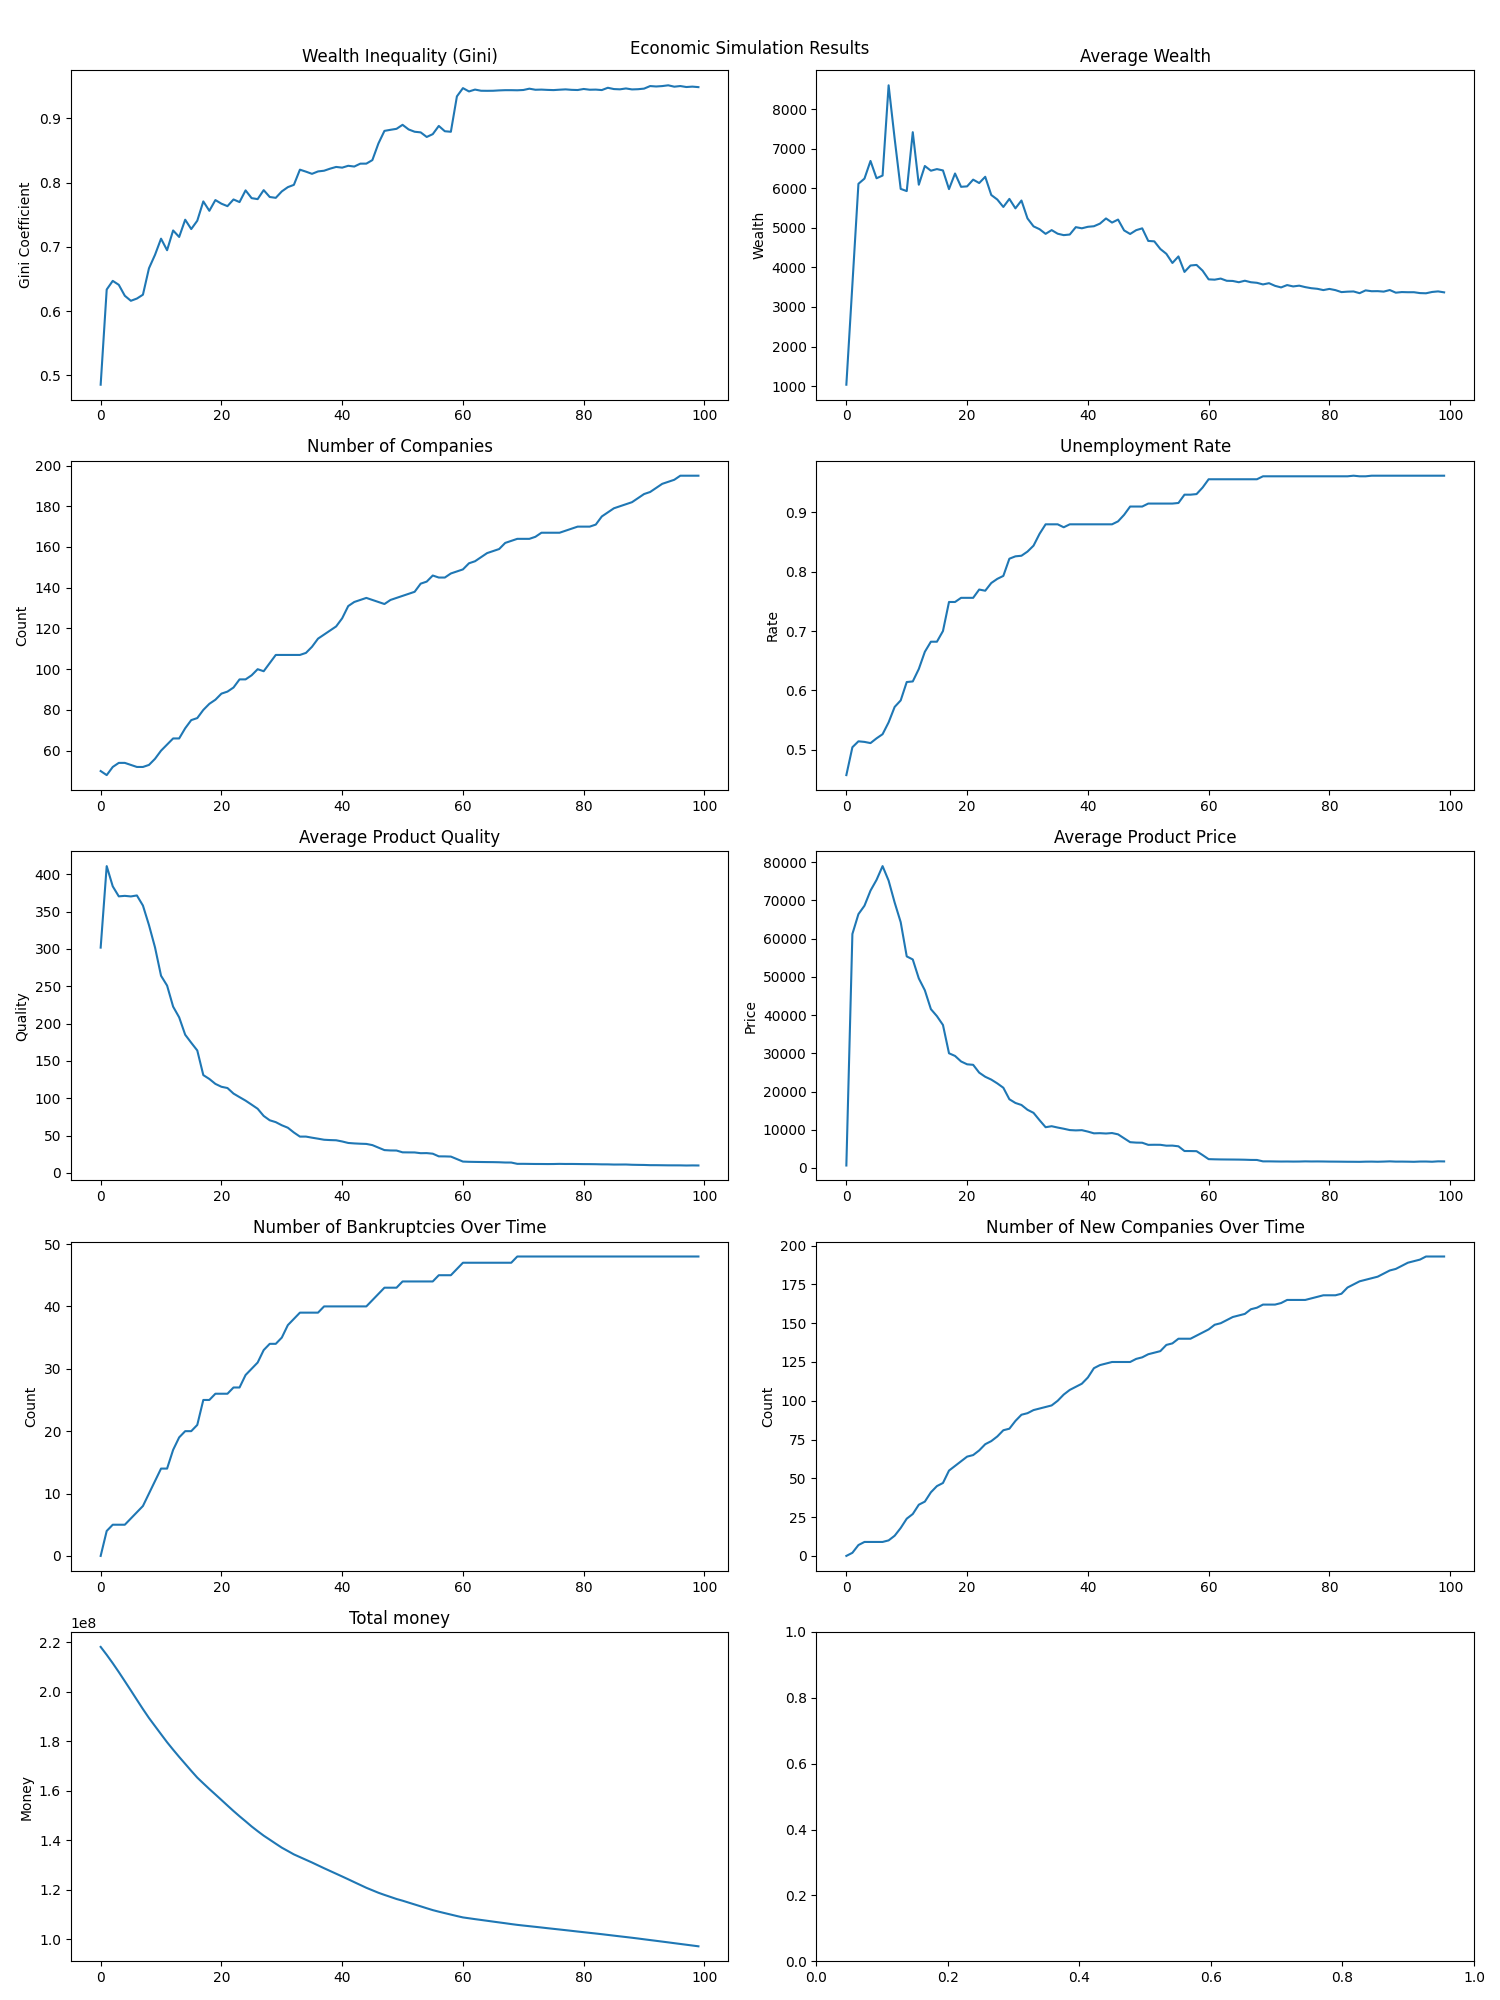 Economic Simulation Results
Wealth Inequality (Gini)
Gini Coefficient
0.9
0.8
0.7
0.6
0.5
0 20 40 60 80 100
Average Wealth
Wealth
8000
7000
6000
5000
4000
3000
2000
1000
0 20 40 60 80 100
Number of Companies
Count
200
180
160
140
120
100
80
60
0 20 40 60 80 100
Unemployment Rate
Rate
0.9
0.8
0.7
0.6
0.5
0 20 40 60 80 100
Average Product Quality
Quality
400
350
300
250
200
150
100
50
0
0 20 40 60 80 100
Average Product Price
Price
80000
70000
60000
50000
40000
30000
20000
10000
0
0 20 40 60 80 100
Number of Bankruptcies Over Time
Count
50
40
30
20
10
0
0 20 40 60 80 100
Number of New Companies Over Time
Count
200
175
150
125
100
75
50
25
0
0 20 40 60 80 100
Total money
1e8
Money
2.2
2.0
1.8
1.6
1.4
1.2
1.0
0 20 40 60 80 100
1.0
0.8
0.6
0.4
0.2
0.0
0.0 0.2 0.4 0.6 0.8 1.0